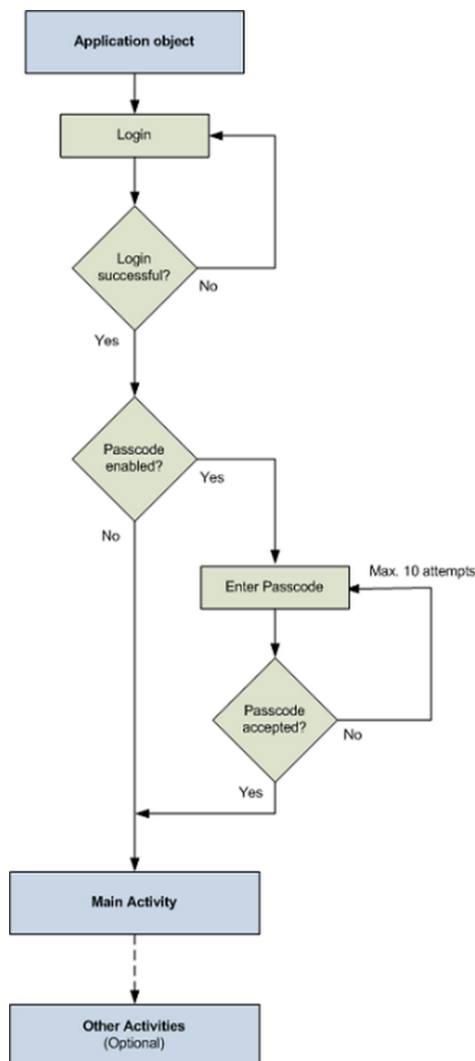 Application object
Login
Login
successful?
No
Yes
Passcode
enabled?
Yes
No
Max. 10 attempts
Enter Passcode
Passcode
accepted?
No
Yes
Main Activity
Other Activities
(Optional)